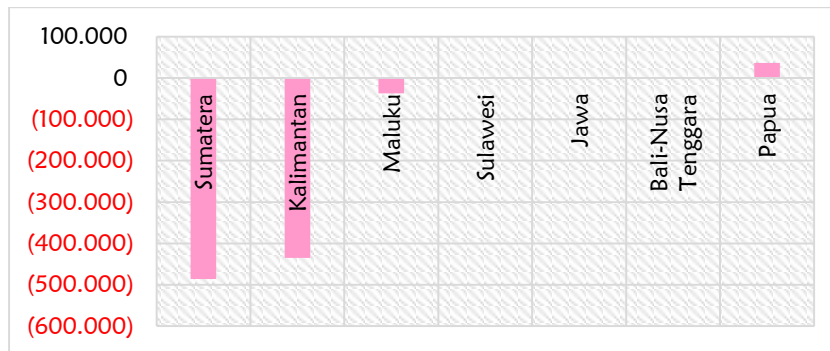 100.000
0
(100.000)
(200.000)
(300.000)
(400.000)
(500.000)
(600.000)
Sumatera
Kalimantan
Maluku
Sulawesi
Jawa
Bali-Nusa
Tenggara
Papua